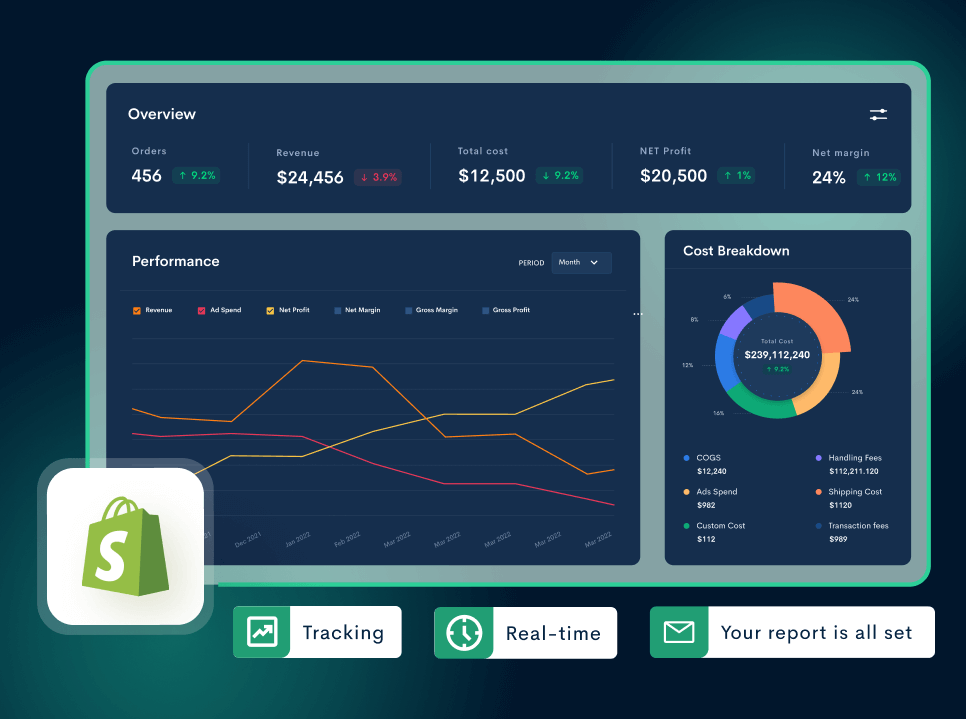 Overview
Orders
456 ↑ 9.2%
Revenue
$24,456 ↓ 3.9%
Total cost
$12,500 ↓ 9.2%
NET Profit
$20,500 ↑ 1%
Net margin
24% ↑ 12%
Performance
PERIOD Month
Revenue Ad Spend Net Profit Net Margin Gross Margin Gross Profit
Dec 2021 Jan 2022 Feb 2022 Mar 2022 Mar 2022 Mar 2022 Mar 2022 Mar 2022
Cost Breakdown
6% 24%
8%
12%
16% 24%
Total Cost
$239,112,240
↑ 9.2%
COGS
$12,240
Handling Fees
$112,211.120
Ads Spend
$982
Shipping Cost
$1120
Custom Cost
$112
Transaction fees
$989
S
Tracking
Real-time
Your report is all set